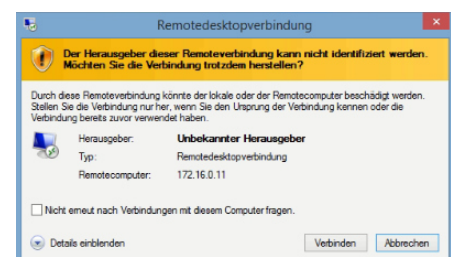 Remotedesktopverbindung
Der Herausgeber dieser Remoteverbindung kann nicht identifiziert werden.
Möchten Sie die Verbindung trotzdem herstellen?
Durch diese Remoteverbindung könnte der lokale oder der Remotecomputer beschädigt werden.
Stellen Sie die Verbindung nur her, wenn Sie den Ursprung der Verbindung kennen oder die
Verbindung bereits zuvor verwendet haben.
Herausgeber: Unbekannter Herausgeber
Typ: Remotedesktopverbindung
Remotecomputer: 172.16.0.11
Nicht erneut nach Verbindungen mit diesem Computer fragen.
Details einblenden Verbinden Abbrechen